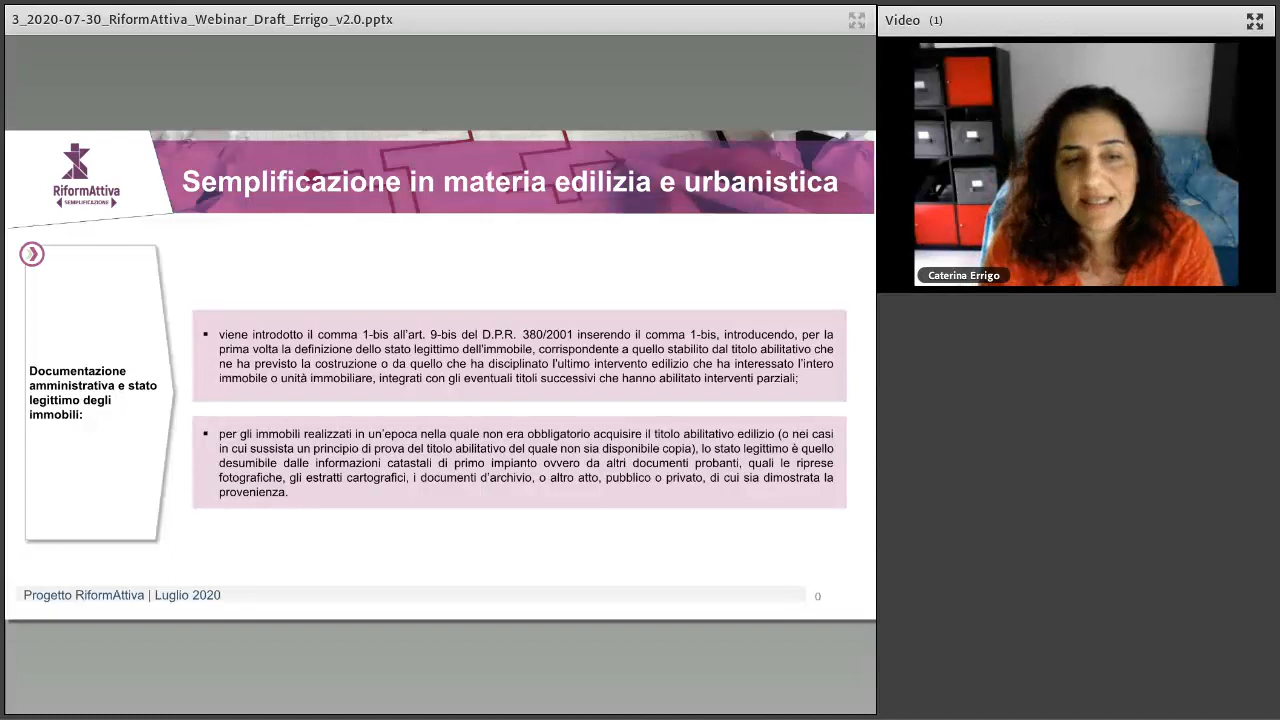 3_2020-07-30_RiformAttiva_Webinar_Draft_Errigo_v2.0.pptx
Video (1)
RiformAttiva
SEMPLIFICAZIONE
Semplificazione in materia edilizia e urbanistica
Documentazione
amministrativa e stato
legittimo degli
immobili:
▪ viene introdotto il comma 1-bis all'art. 9-bis del D.P.R. 380/2001 inserendo il comma 1-bis, introducendo, per la
prima volta la definizione dello stato legittimo dell'immobile, corrispondente a quello stabilito dal titolo abilitativo che
ne ha previsto la costruzione o da quello che ha disciplinato l'ultimo intervento edilizio che ha interessato l'intero
immobile o unità immobiliare, integrati con gli eventuali titoli successivi che hanno abilitato interventi parziali;
▪ per gli immobili realizzati in un'epoca nella quale non era obbligatorio acquisire il titolo abilitativo edilizio (o nei casi
in cui sussista un principio di prova del titolo abilitativo del quale non sia disponibile copia), lo stato legittimo è quello
desumibile dalle informazioni catastali di primo impianto ovvero da altri documenti probanti, quali le riprese
fotografiche, gli estratti cartografici, i documenti d'archivio, o altro atto, pubblico o privato, di cui sia dimostrata la
provenienza.
Caterina Errigo
Progetto RiformAttiva | Luglio 2020
0